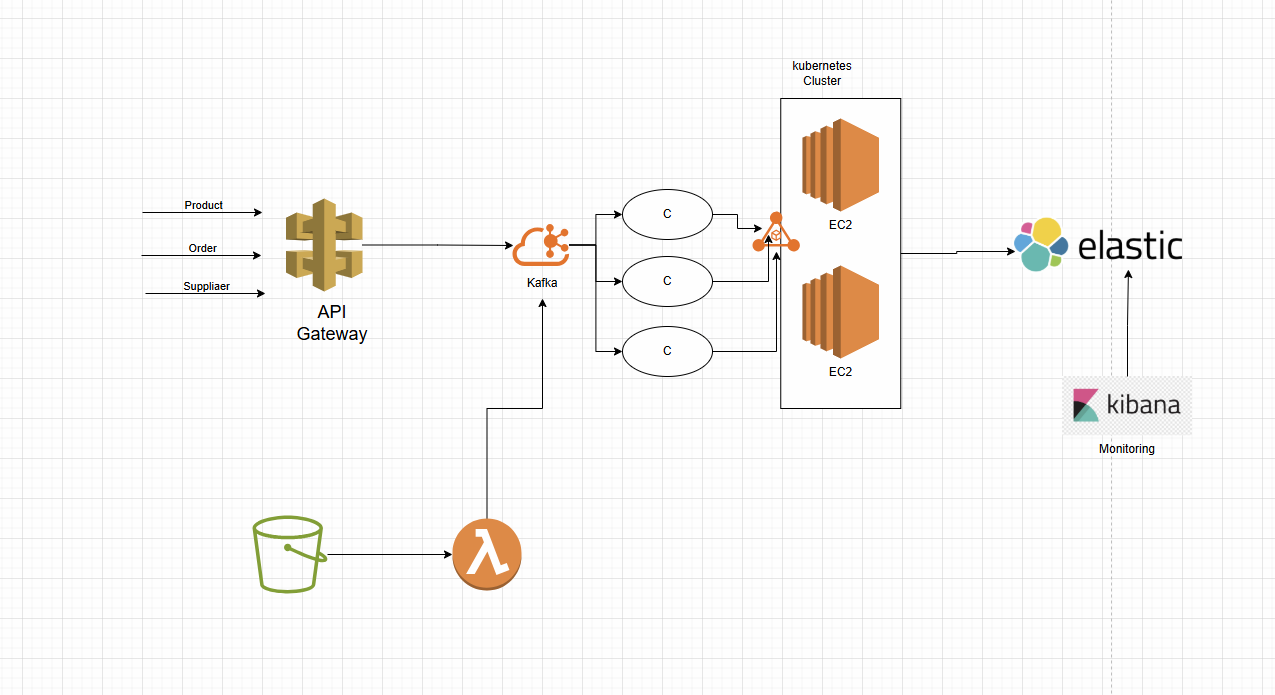 kubernetes
Cluster
Product
Order
Suppliaer
API
Gateway
Kafka
C
C
C
EC2
EC2
elastic
kibana
Monitoring